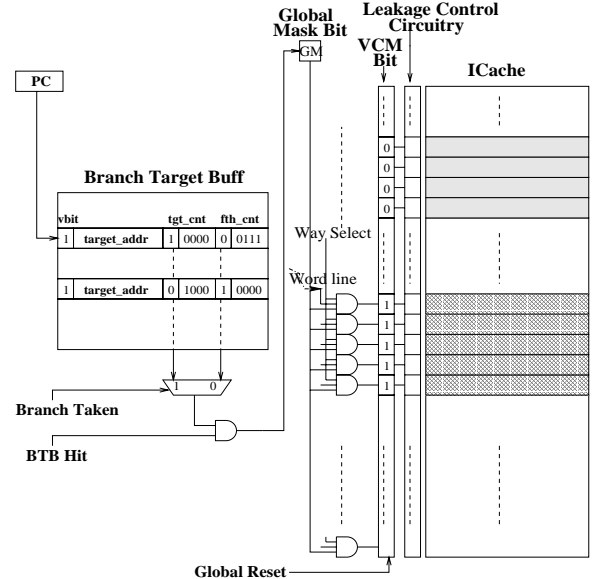 Global
Mask Bit
Leakage Control
Circuitry
VCM
Bit
ICache
GM
PC
Branch Target Buff
vbit tgt_cnt fth_cnt
1 target_addr 1 0000 0 0111
1 target_addr 0 1000 1 0000
0
0
0
0
Way Select
Word line
1
1
1
1
1
1 0
Branch Taken
BTB Hit
Global Reset